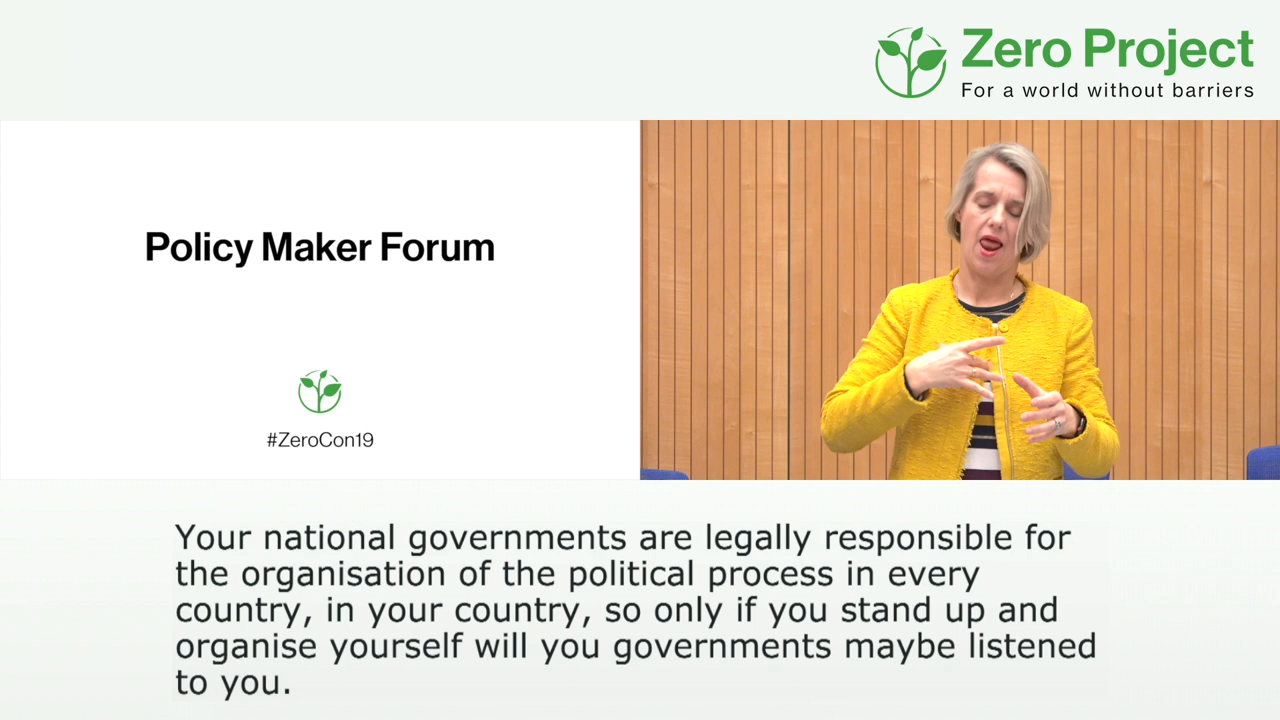 Zero Project
For a world without barriers
Policy Maker Forum
#ZeroCon19
Your national governments are legally responsible for
the organisation of the political process in every
country, in your country, so only if you stand up and
organise yourself will you governments maybe listened
to you.